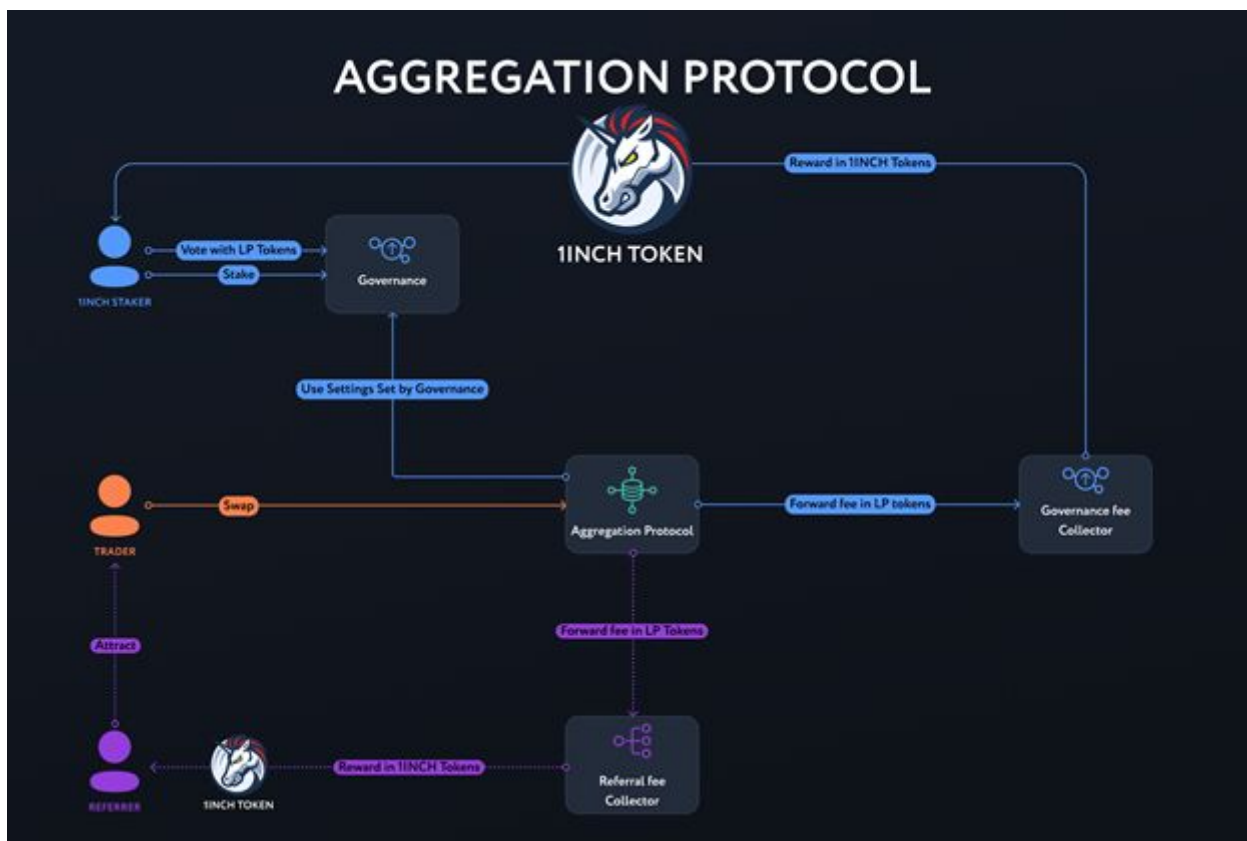 AGGREGATION PROTOCOL
Reward in 1INCH Tokens
1INCH TOKEN
Vote with LP Tokens
Stake
1INCH STAKER
Governance
Use Settings Set by Governance
Swap
TRADER
Aggregation Protocol
Forward fee in LP tokens
Governance fee
Collector
Attract
Forward fee in LP Tokens
REFERRER
1INCH TOKEN
Reward in 1INCH Tokens
Referral fee
Collector